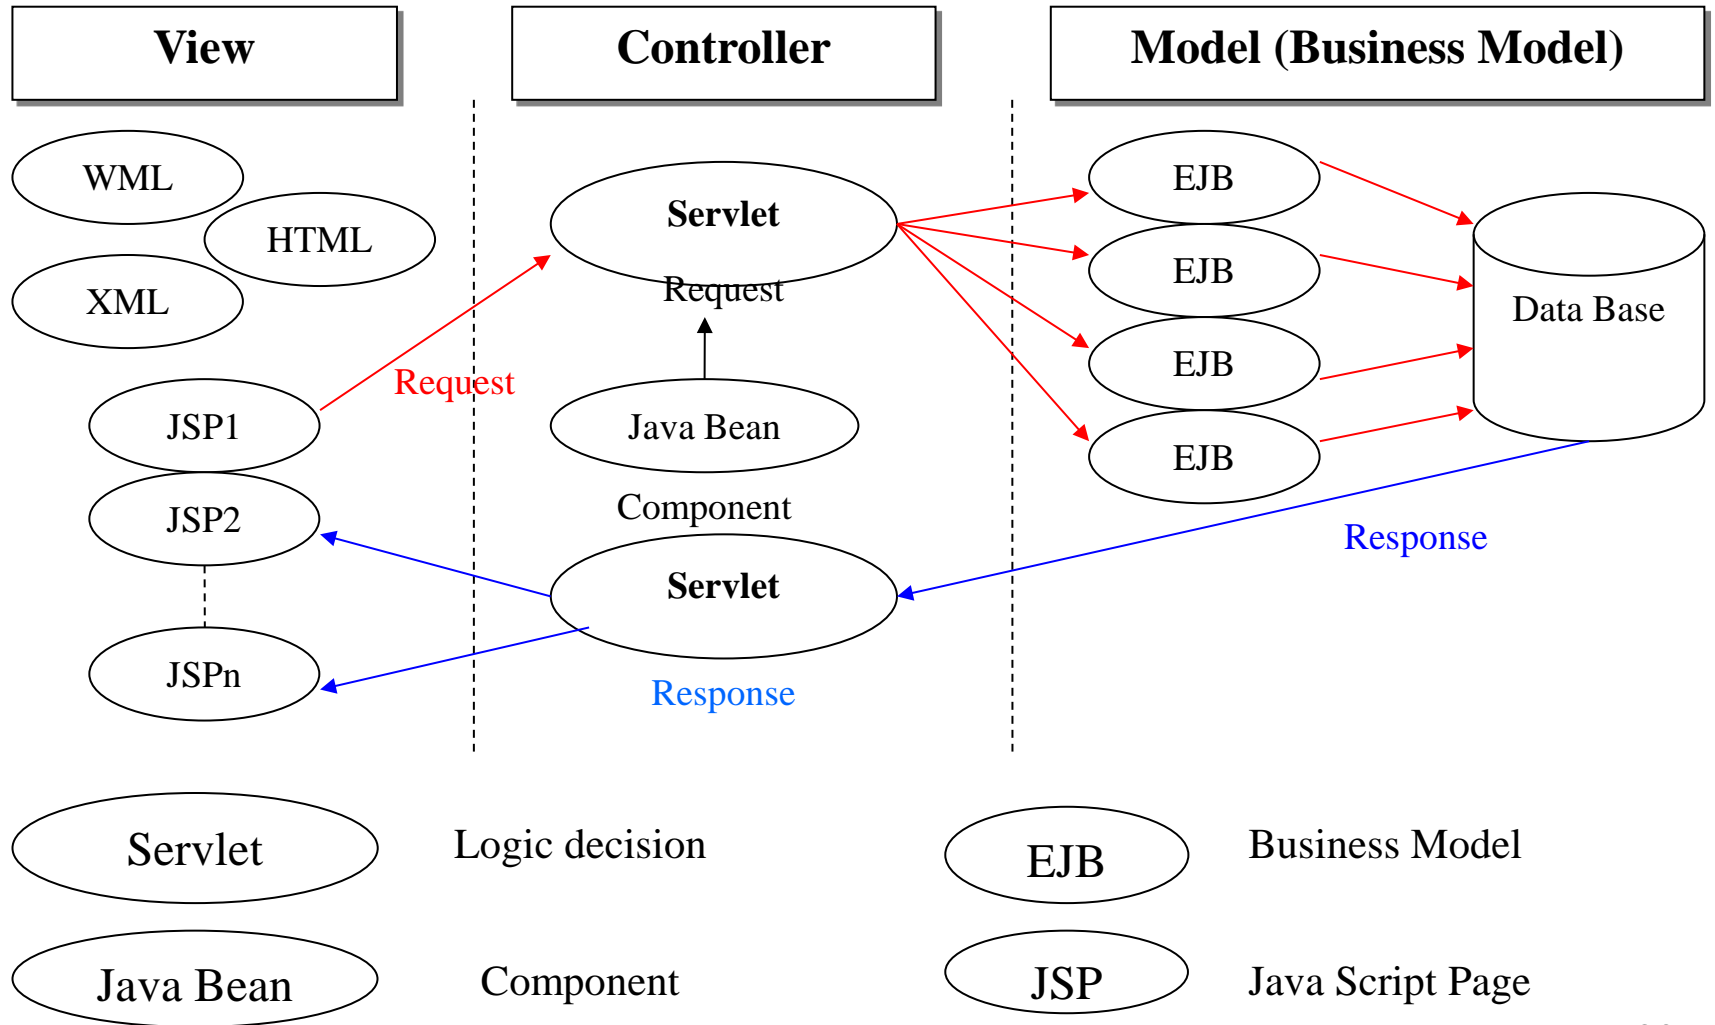 View
Controller
Model (Business Model)
WML
HTML
XML
JSP1
JSP2
JSPn
Request
Servlet
Request
Java Bean
Component
Servlet
Response
EJB
EJB
EJB
EJB
Data Base
Response
Servlet
Logic decision
EJB
Business Model
Java Bean
Component
JSP
Java Script Page